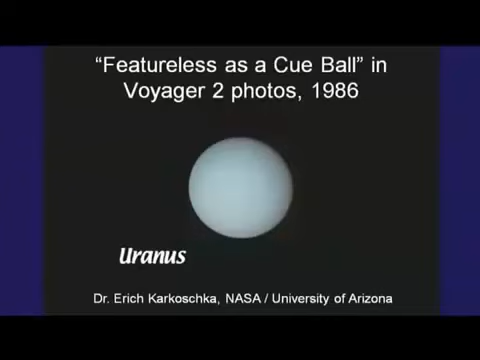 “Featureless as a Cue Ball” in
Voyager 2 photos, 1986
Uranus
Dr. Erich Karkoschka, NASA / University of Arizona